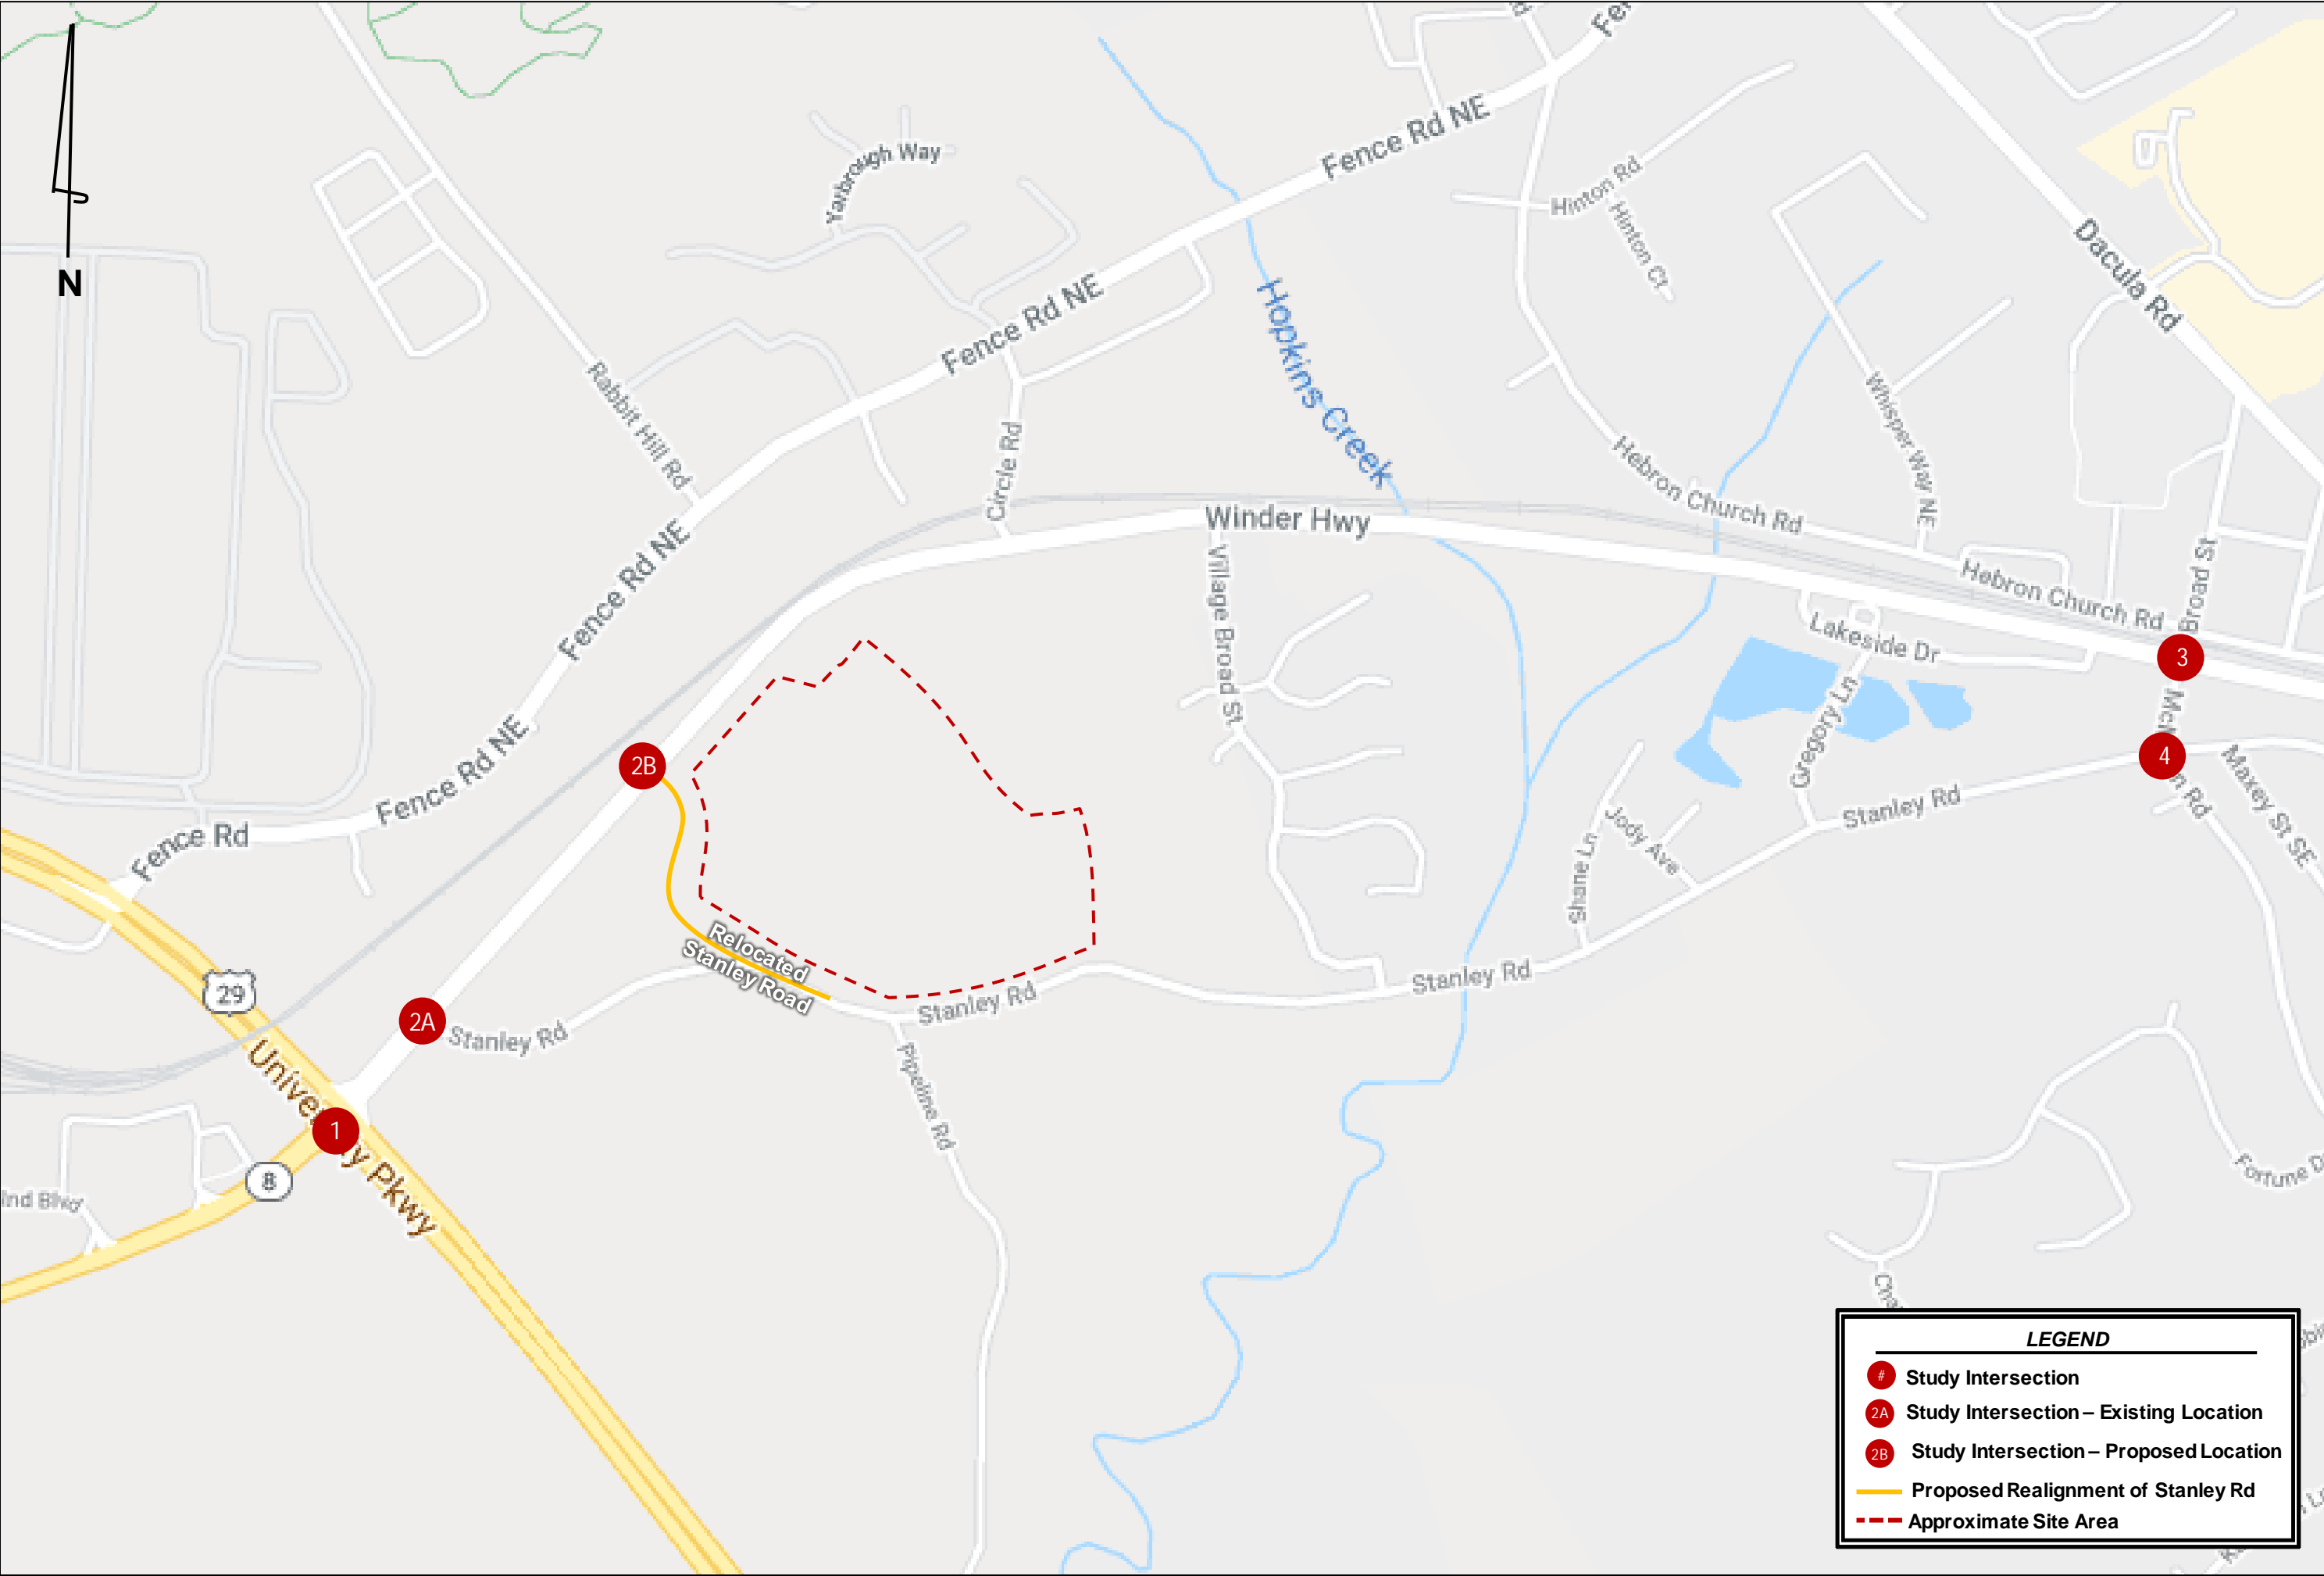 N
Yarbrough Way
Fence Rd NE
Hinton Rd
Hinton Ct
Dacula Rd
Hopkins Creek
Fence Rd NE
Rabbit Hill Rd
Circle Rd
Whisper Way NE
Hebron Church Rd
Winder Hwy
Fence Rd NE
Village Broad St
Hebron Church Rd
Broad St
Lakeside Dr
3
Gregory Ln
2B
4
Fence Rd NE
Maxey St SE
Stanley Rd
Fence Rd
Jody Ave
Shane Ln
Relocated
Stanley Road
Stanley Rd
Stanley Rd
29
2A
Stanley Rd
Pipeline Rd
1
Pkwy
8
Blvd
Fortune
LEGEND
# Study Intersection
2A Study Intersection – Existing Location
2B Study Intersection – Proposed Location
Proposed Realignment of Stanley Rd
Approximate Site Area